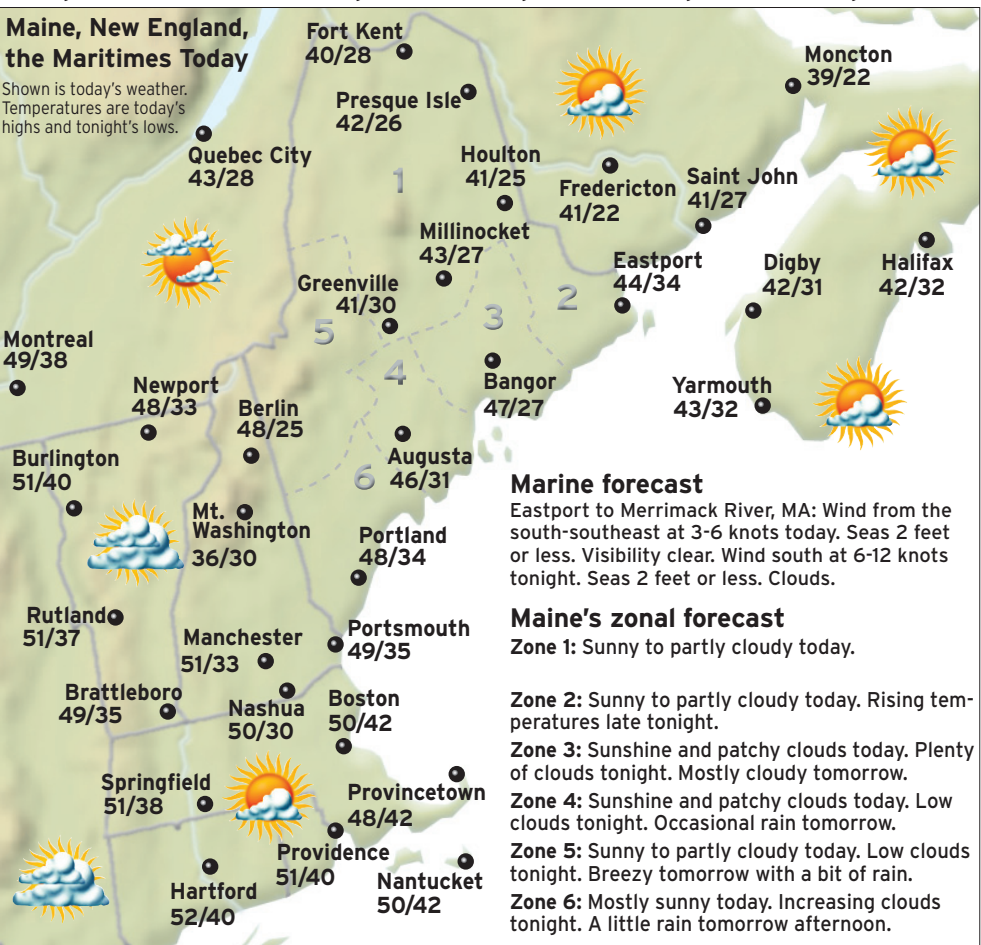 Maine, New England,
the Maritimes Today
Shown is today's weather.
Temperatures are today's
highs and tonight's lows.
Fort Kent
40/28
Moncton
39/22
Presque Isle
42/26
Quebec City
43/28
Houlton
41/25
Fredericton
41/22
Saint John
41/27
1
Millinocket
43/27
Eastport
44/34
Digby
42/31
Halifax
42/32
Greenville
41/30
2
3
5
4
Montreal
49/38
Newport
48/33
Berlin
48/25
Bangor
47/27
Yarmouth
43/32
Burlington
51/40
Augusta
46/31
6
Mt.
Washington
36/30
Portland
48/34
Rutland
51/37
Manchester
51/33
Portsmouth
49/35
Brattleboro
49/35
Nashua
50/30
Boston
50/42
Springfield
51/38
Provincetown
48/42
Providence
51/40
Hartford
52/40
Nantucket
50/42
Marine forecast
Eastport to Merrimack River, MA: Wind from the
south-southeast at 3-6 knots today. Seas 2 feet
or less. Visibility clear. Wind south at 6-12 knots
tonight. Seas 2 feet or less. Clouds.
Maine's zonal forecast
Zone 1: Sunny to partly cloudy today.
Zone 2: Sunny to partly cloudy today. Rising tem-
peratures late tonight.
Zone 3: Sunshine and patchy clouds today. Plenty
of clouds tonight. Mostly cloudy tomorrow.
Zone 4: Sunshine and patchy clouds today. Low
clouds tonight. Occasional rain tomorrow.
Zone 5: Sunny to partly cloudy today. Low clouds
tonight. Breezy tomorrow with a bit of rain.
Zone 6: Mostly sunny today. Increasing clouds
tonight. A little rain tomorrow afternoon.